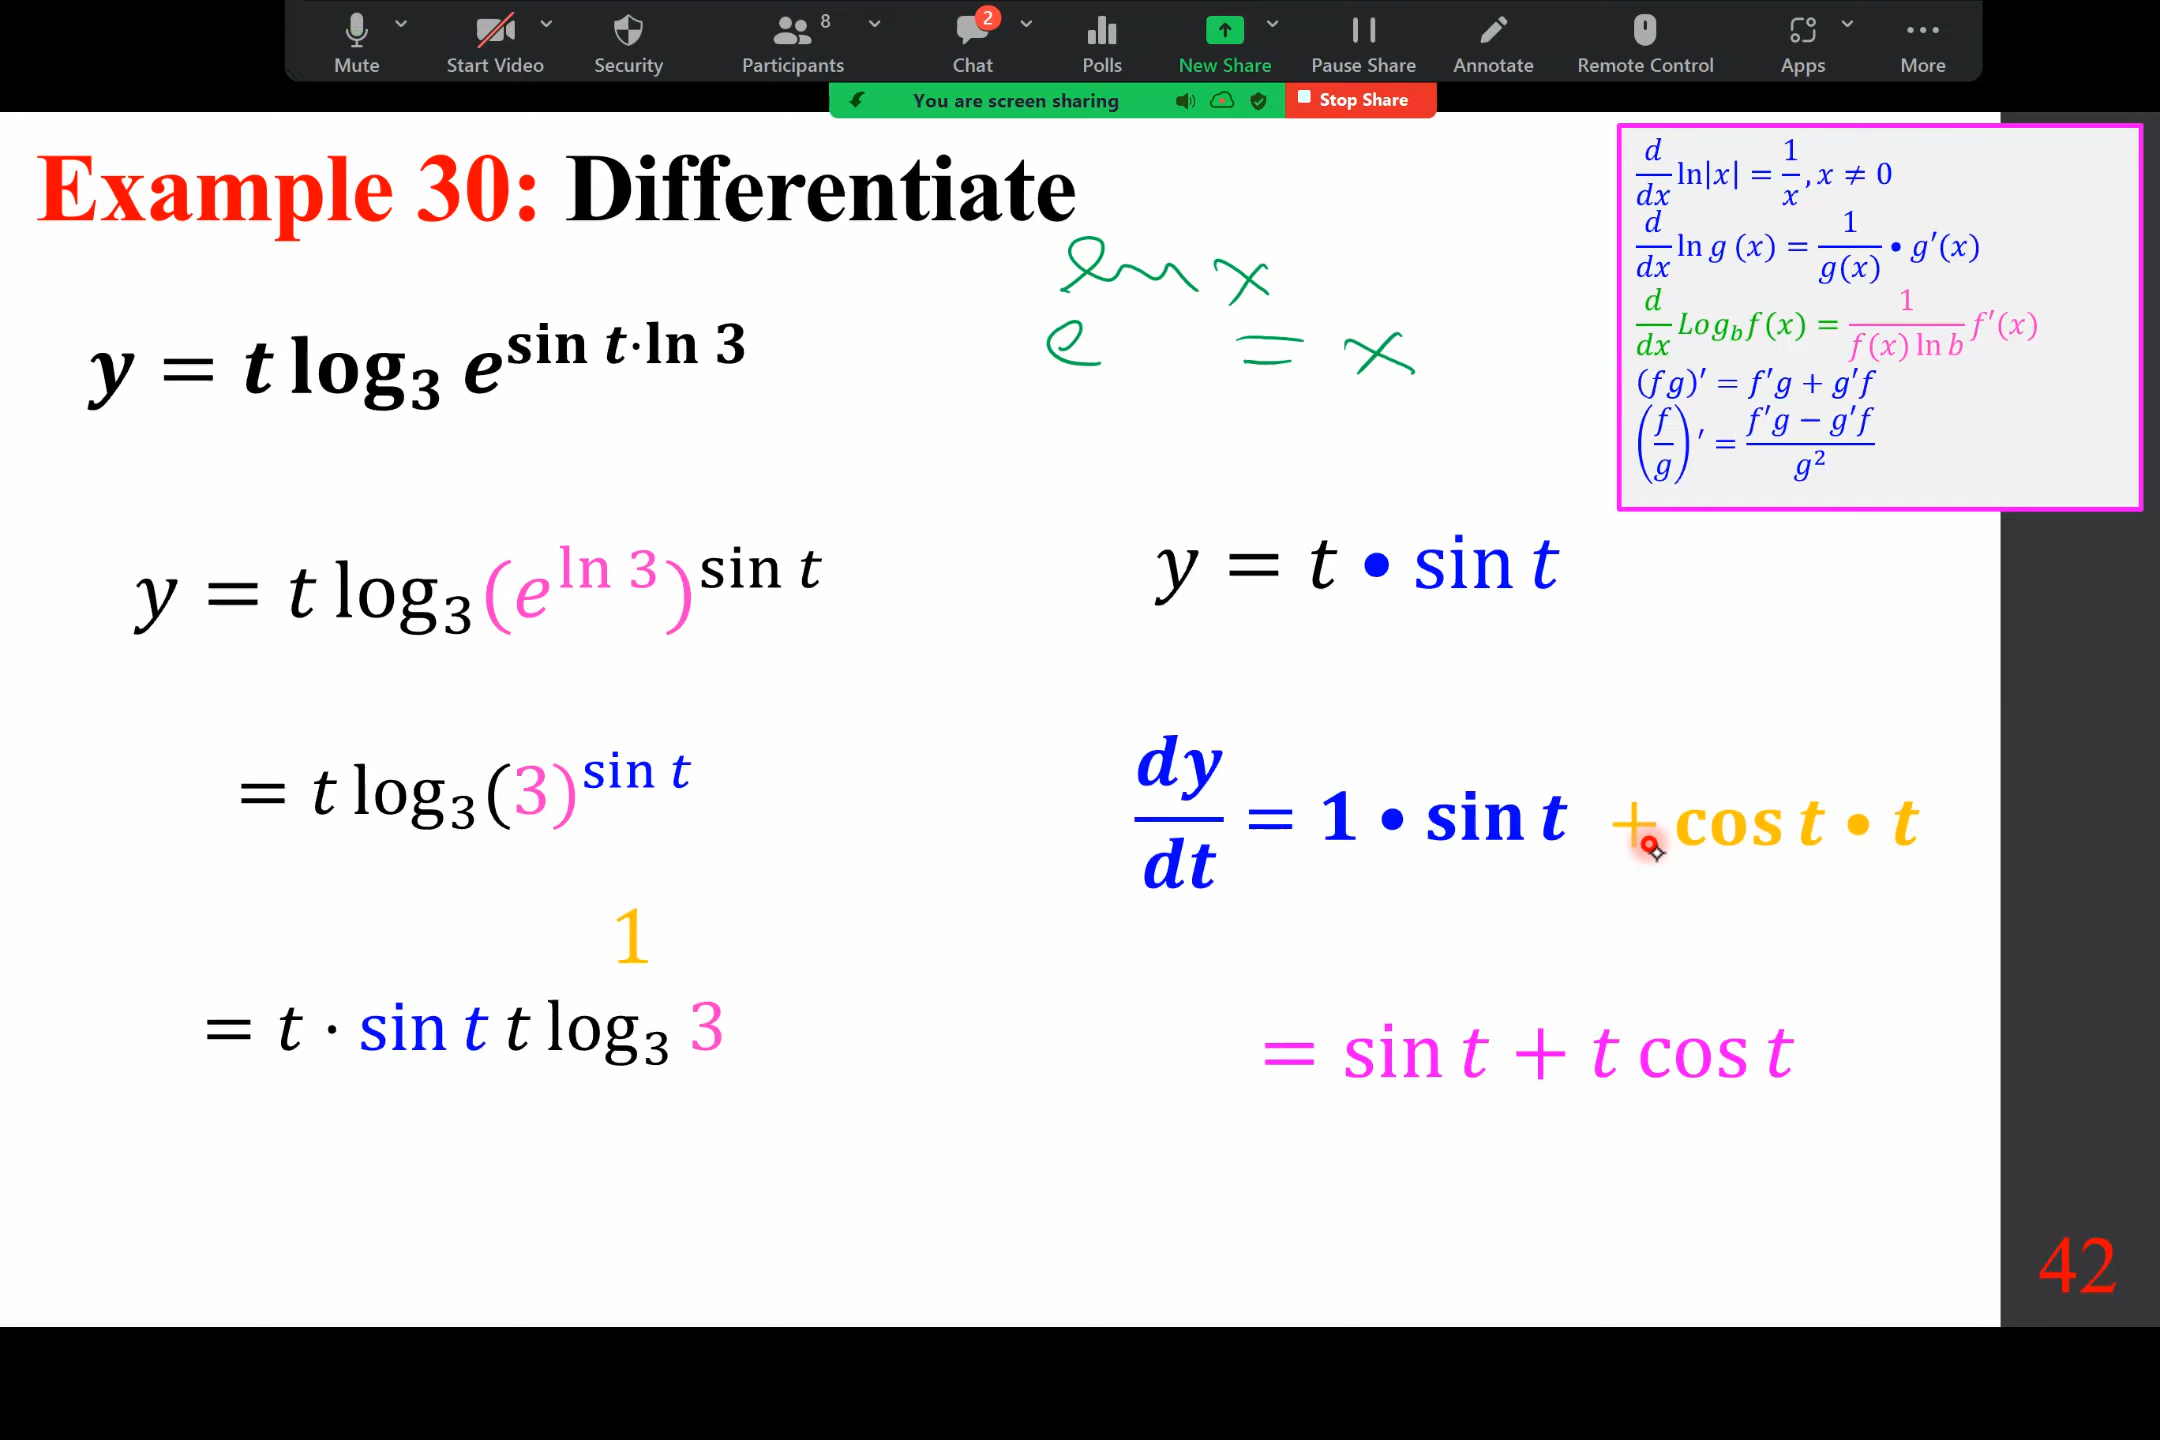 Mute Start Video Security Participants 8 Chat 2 Polls New Share Pause Share Annotate Remote Control Apps More
You are screen sharing Stop Share
Example 30: Differentiate
d/dx ln|x| = 1/x, x ≠ 0
d/dx ln g (x) = 1/g(x) • g′(x)
d/dx Log_b f(x) = 1/(f(x) ln b) f′(x)
(fg)′ = f′g + g′f
(f/g)′ = (f′g − g′f)/g²
e^(ln x) = x
y = t log₃ e^(sin t·ln 3)
y = t log₃ (e^(ln 3))^(sin t)
= t log₃(3)^(sin t)
1
= t · sin t t log₃ 3
y = t • sin t
dy/dt = 1 • sin t + cos t • t
= sin t + t cos t
42